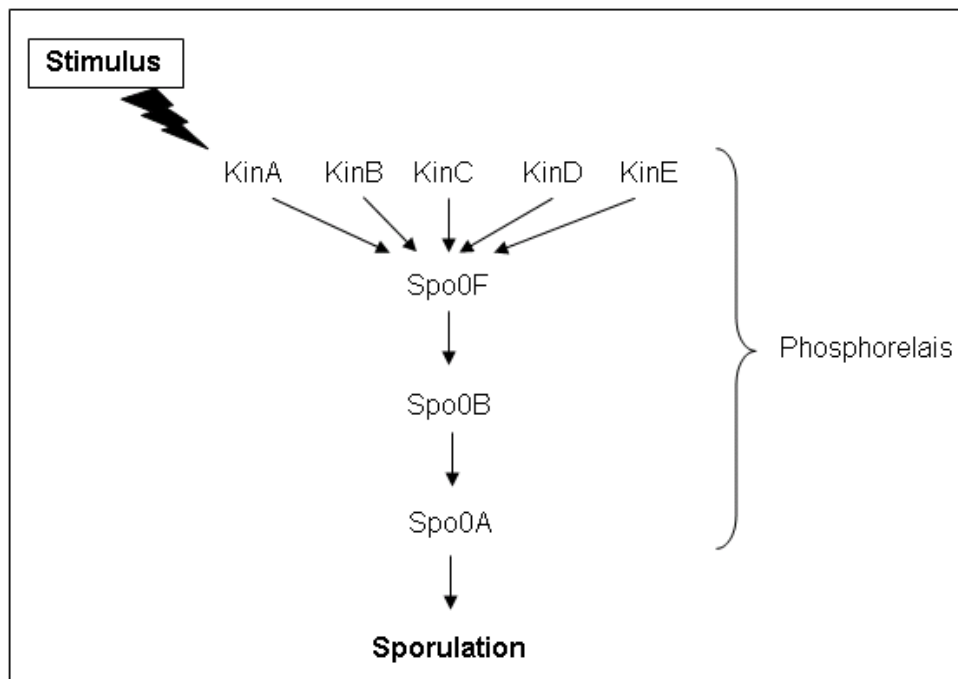 Stimulus
KinA KinB KinC KinD KinE
Spo0F
Phosphorelais
Spo0B
Spo0A
Sporulation